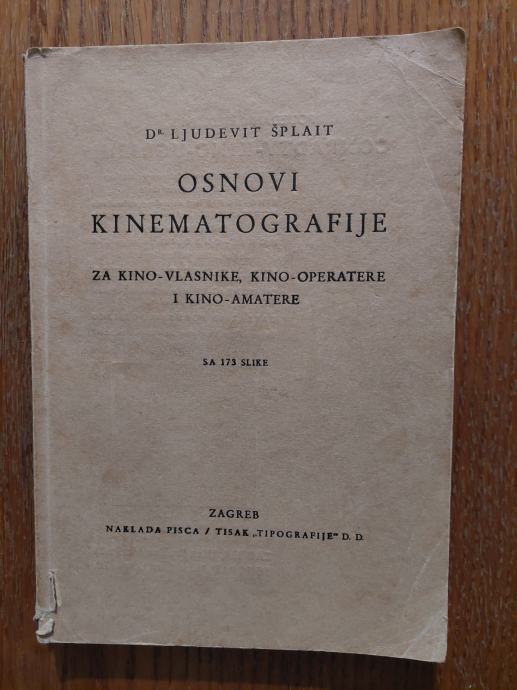 Dr. LJUDEVIT ŠPLAIT
OSNOVI
KINEMATOGRAFIJE
ZA KINO-VLASNIKE, KINO-OPERATERE
I KINO-AMATERE
SA 173 SLIKE
ZAGREB
NAKLADA PISCA / TISAK „TIPOGRAFIJE” D. D.